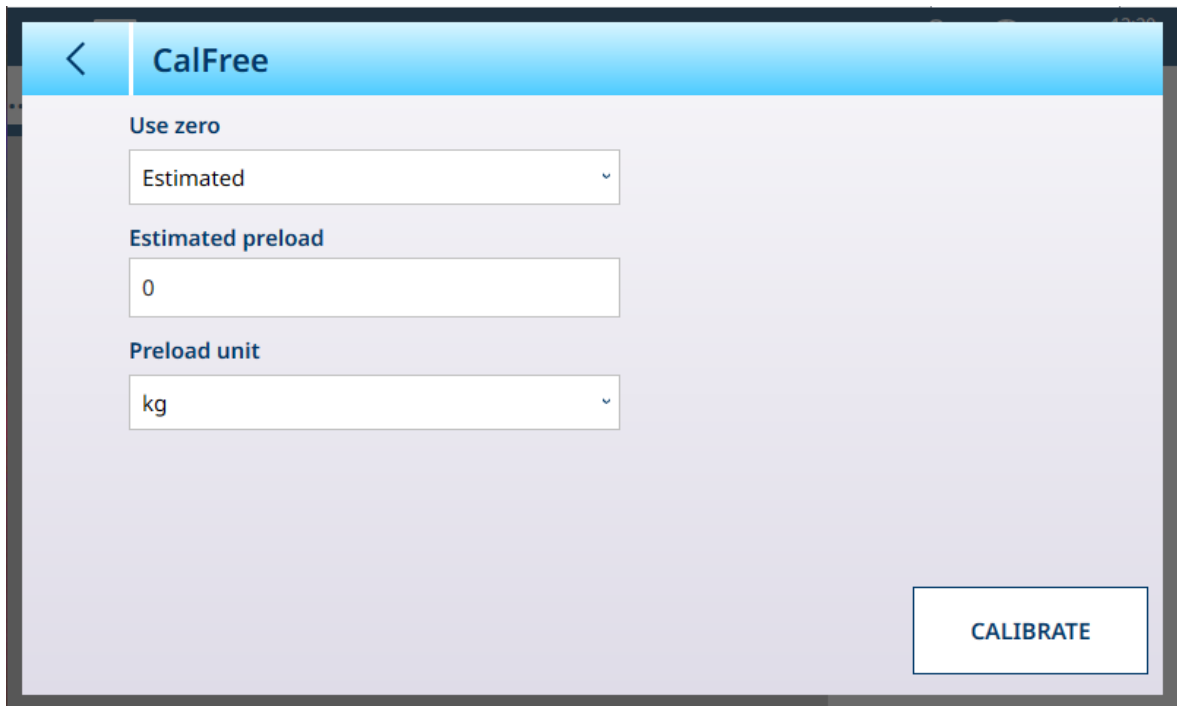 CalFree
Use zero
Estimated
Estimated preload
0
Preload unit
kg
CALIBRATE